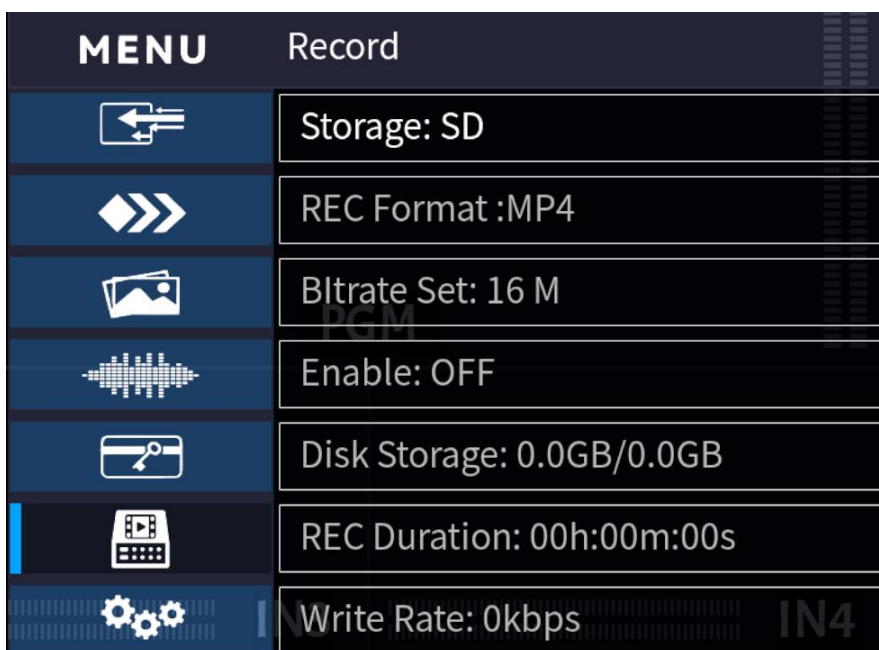 MENU
Record
Storage: SD
REC Format :MP4
BItrate Set: 16 M
PGM
Enable: OFF
Disk Storage: 0.0GB/0.0GB
REC Duration: 00h:00m:00s
Write Rate: 0kbps
IN4